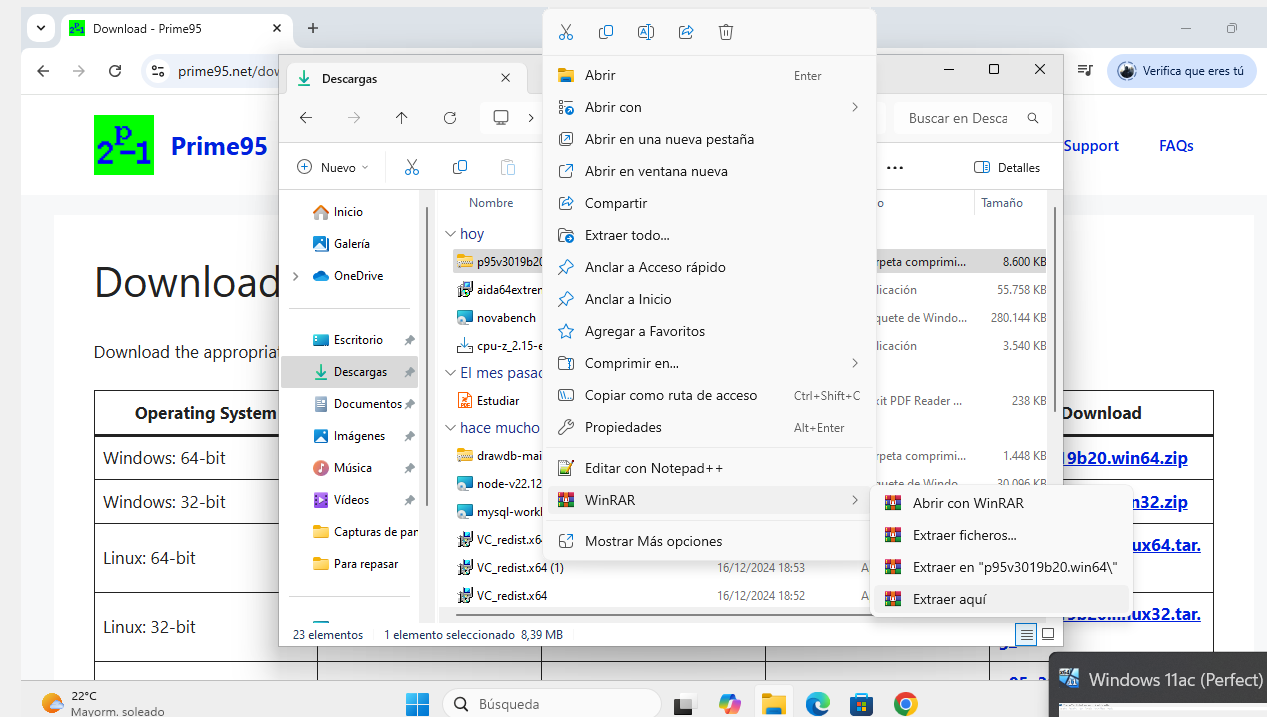 Download - Prime95
prime95.net/dow
Verifica que eres tú
Prime95
Support
FAQs
Download
Download the appropria
Operating System
Download
Windows: 64-bit
19b20.win64.zip
Windows: 32-bit
n32.zip
Linux: 64-bit
ux64.tar.
Linux: 32-bit
19b20.linux32.tar.
Descargas
Buscar en Desca
Nuevo
Detalles
Inicio
Galería
OneDrive
Escritorio
Descargas
Documentos
Imágenes
Música
Vídeos
Capturas de par
Para repasar
Nombre
Tamaño
hoy
p95v3019b20
rpeta comprimi...
8.600 KB
aida64extren
licación
55.758 KB
novabench
quete de Windo...
280.144 KB
cpu-z_2.15-e
licación
3.540 KB
El mes pasad
Estudiar
xit PDF Reader ...
238 KB
hace mucho
drawdb-mai
rpeta comprimi...
1.448 KB
node-v22.12
quete de Windo...
30.096 KB
mysql-workl
VC_redist.x64
VC_redist.x64 (1)
16/12/2024 18:53
A
VC_redist.x64
16/12/2024 18:52
A
23 elementos
1 elemento seleccionado 8,39 MB
Abrir
Enter
Abrir con
Abrir en una nueva pestaña
Abrir en ventana nueva
Compartir
Extraer todo...
Anclar a Acceso rápido
Anclar a Inicio
Agregar a Favoritos
Comprimir en...
Copiar como ruta de acceso
Ctrl+Shift+C
Propiedades
Alt+Enter
Editar con Notepad++
WinRAR
Mostrar Más opciones
Abrir con WinRAR
Extraer ficheros...
Extraer en "p95v3019b20.win64\"
Extraer aquí
Windows 11ac (Perfect)
22°C
Mayorm. soleado
Búsqueda